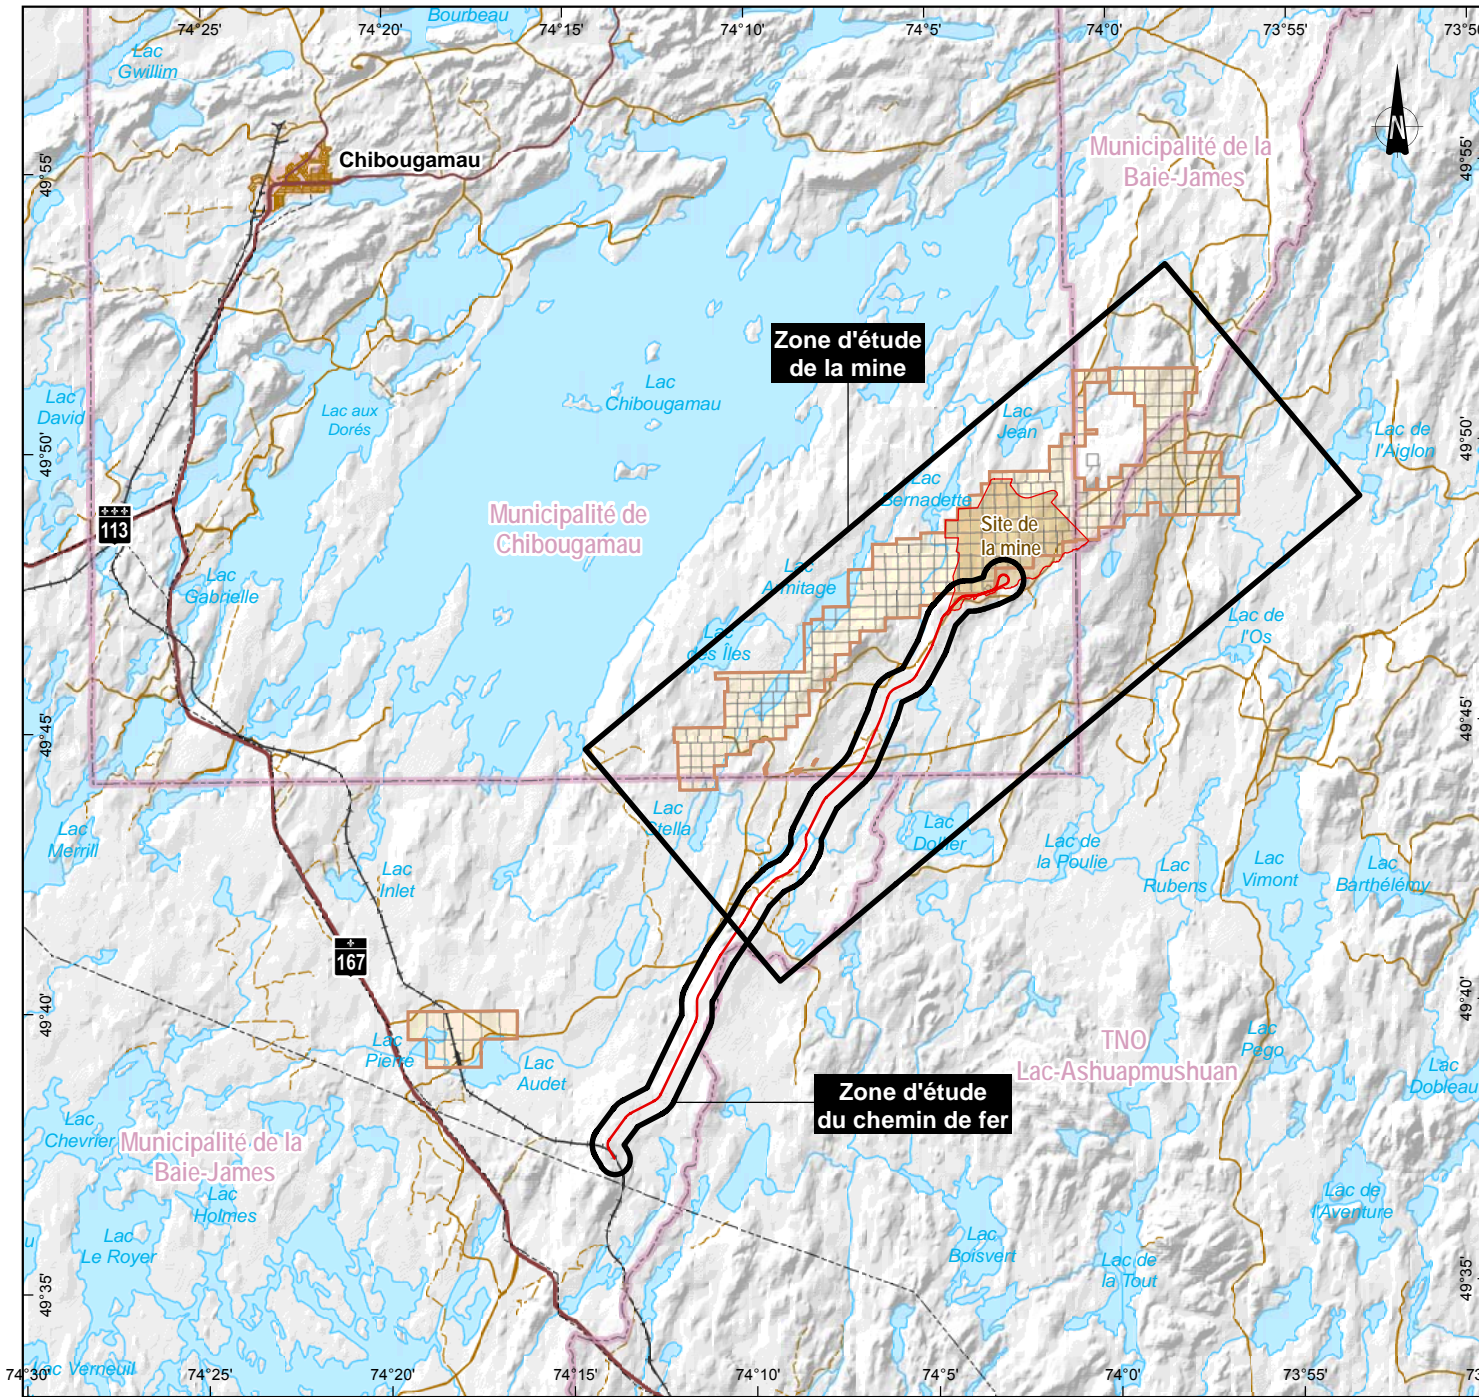 Bourbeau
74°25'
74°20'
74°15'
74°10'
74°5'
74°0'
73°55'
Lac
Gwillim
N
Chibougamau
49°55'
49°55'
Municipalité de la
Baie-James
Zone d'étude
de la mine
Lac
Chibougamau
Lac aux
Dorés
Lac
David
Lac
Jean
Lac de
l'Aiglon
49°50'
49°50'
Lac
Bernadette
113
Municipalité de
Chibougamau
Site de
la mine
Lac
Gabrielle
Lac
Armitage
Lac
des Îles
Lac de
l'Os
49°45'
49°45'
Lac
Stella
Lac
Dollier
Lac
Merrill
Lac
Inlet
Lac de
la Poulie
Lac
Rubens
Lac
Vimont
Lac
Barthélémy
167
49°40'
49°40'
Lac
Pierre
Lac
Audet
TNO
Lac-Ashuapmushuan
Lac
Pego
Lac
Dobleau
Zone d'étude
du chemin de fer
Lac
Chevrier
Municipalité de la
Baie-James
Lac
Holmes
Lac
Le Royer
Lac
Boisvert
Lac de
la Tout
Lac de
l'Aventure
49°35'
49°35'
Lac Verneuil
74°30'
74°25'
74°20'
74°15'
74°10'
74°5'
74°0'
73°55'